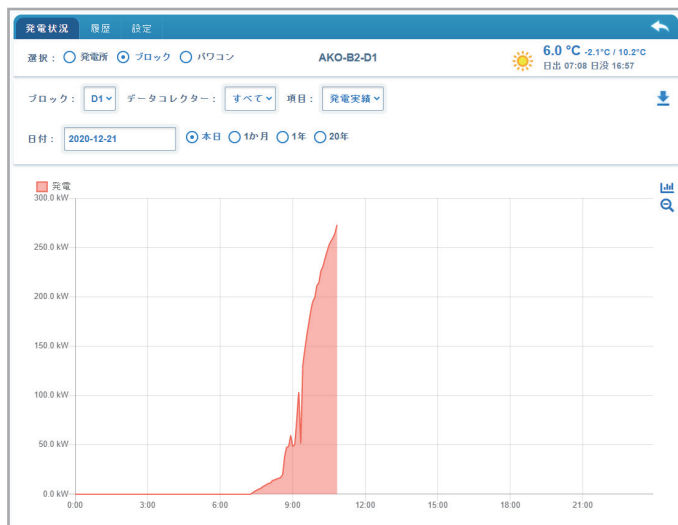 発電状況 履歴 設定
選択： 発電所 ブロック パワコン AKO-B2-D1 6.0 °C -2.1°C / 10.2°C
日出 07:08 日没 16:57
ブロック： D1 データコレクター： すべて 項目： 発電実績
日付： 2020-12-21 本日 1か月 1年 20年
発電
300.0 kW
250.0 kW
200.0 kW
150.0 kW
100.0 kW
50.0 kW
0.0 kW
0:00 3:00 6:00 9:00 12:00 15:00 18:00 21:00